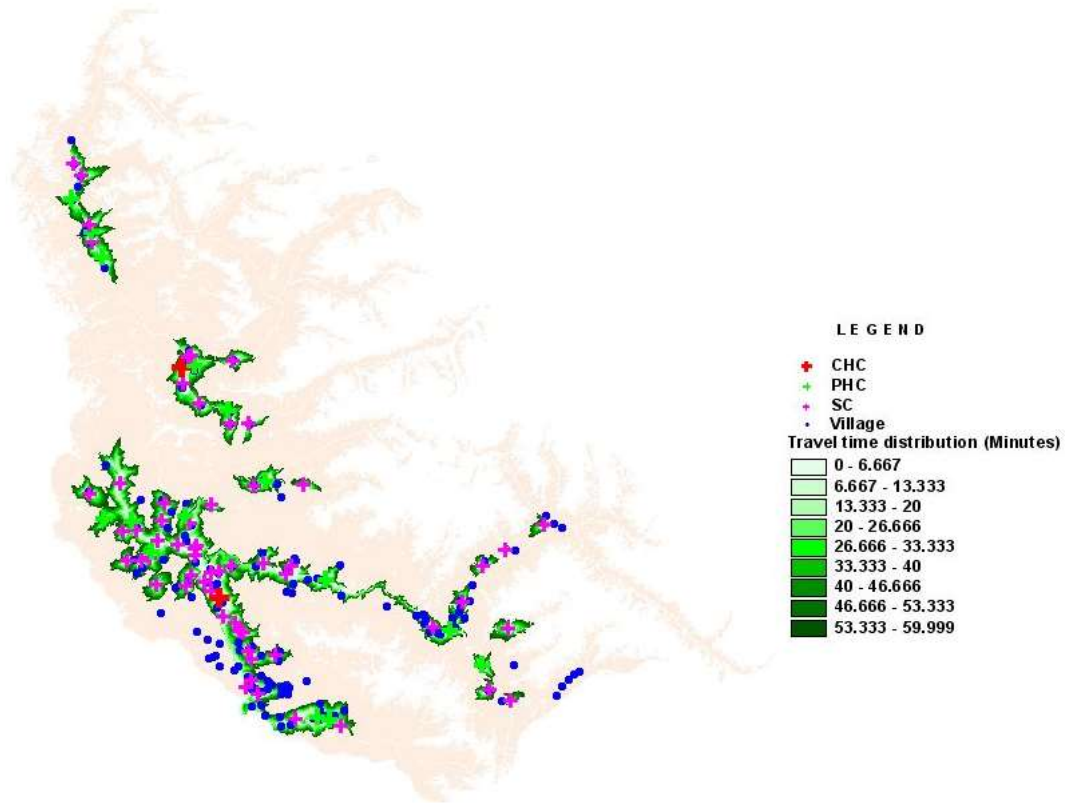 L E G E N D
CHC
PHC
SC
Village
Travel time distribution (Minutes)
0 - 6.667
6.667 - 13.333
13.333 - 20
20 - 26.666
26.666 - 33.333
33.333 - 40
40 - 46.666
46.666 - 53.333
53.333 - 59.999